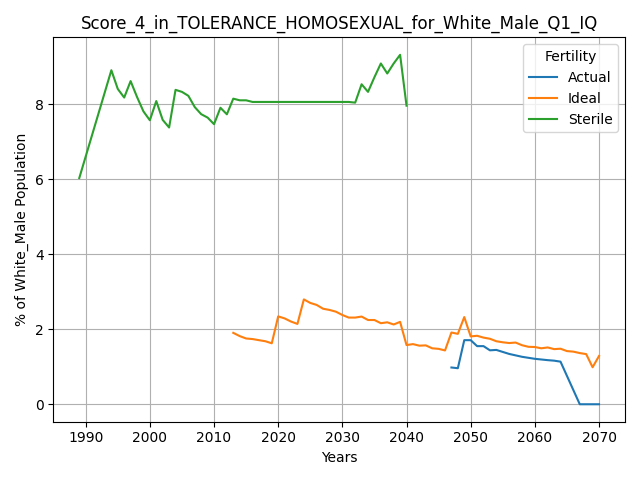 Score_4_in_TOLERANCE_HOMOSEXUAL_for_White_Male_Q1_IQ
Fertility
Actual
Ideal
Sterile
% of White_Male Population
8
6
4
2
0
1990 2000 2010 2020 2030 2040 2050 2060 2070
Years